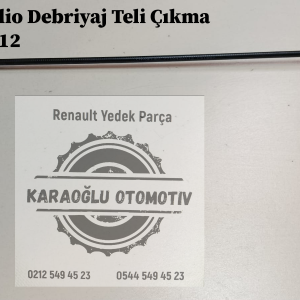 lio Debriyaj Teli Çıkma
12
Renault Yedek Parça
KARAOĞLU OTOMOTIV
0212 549 45 23 0544 549 45 23